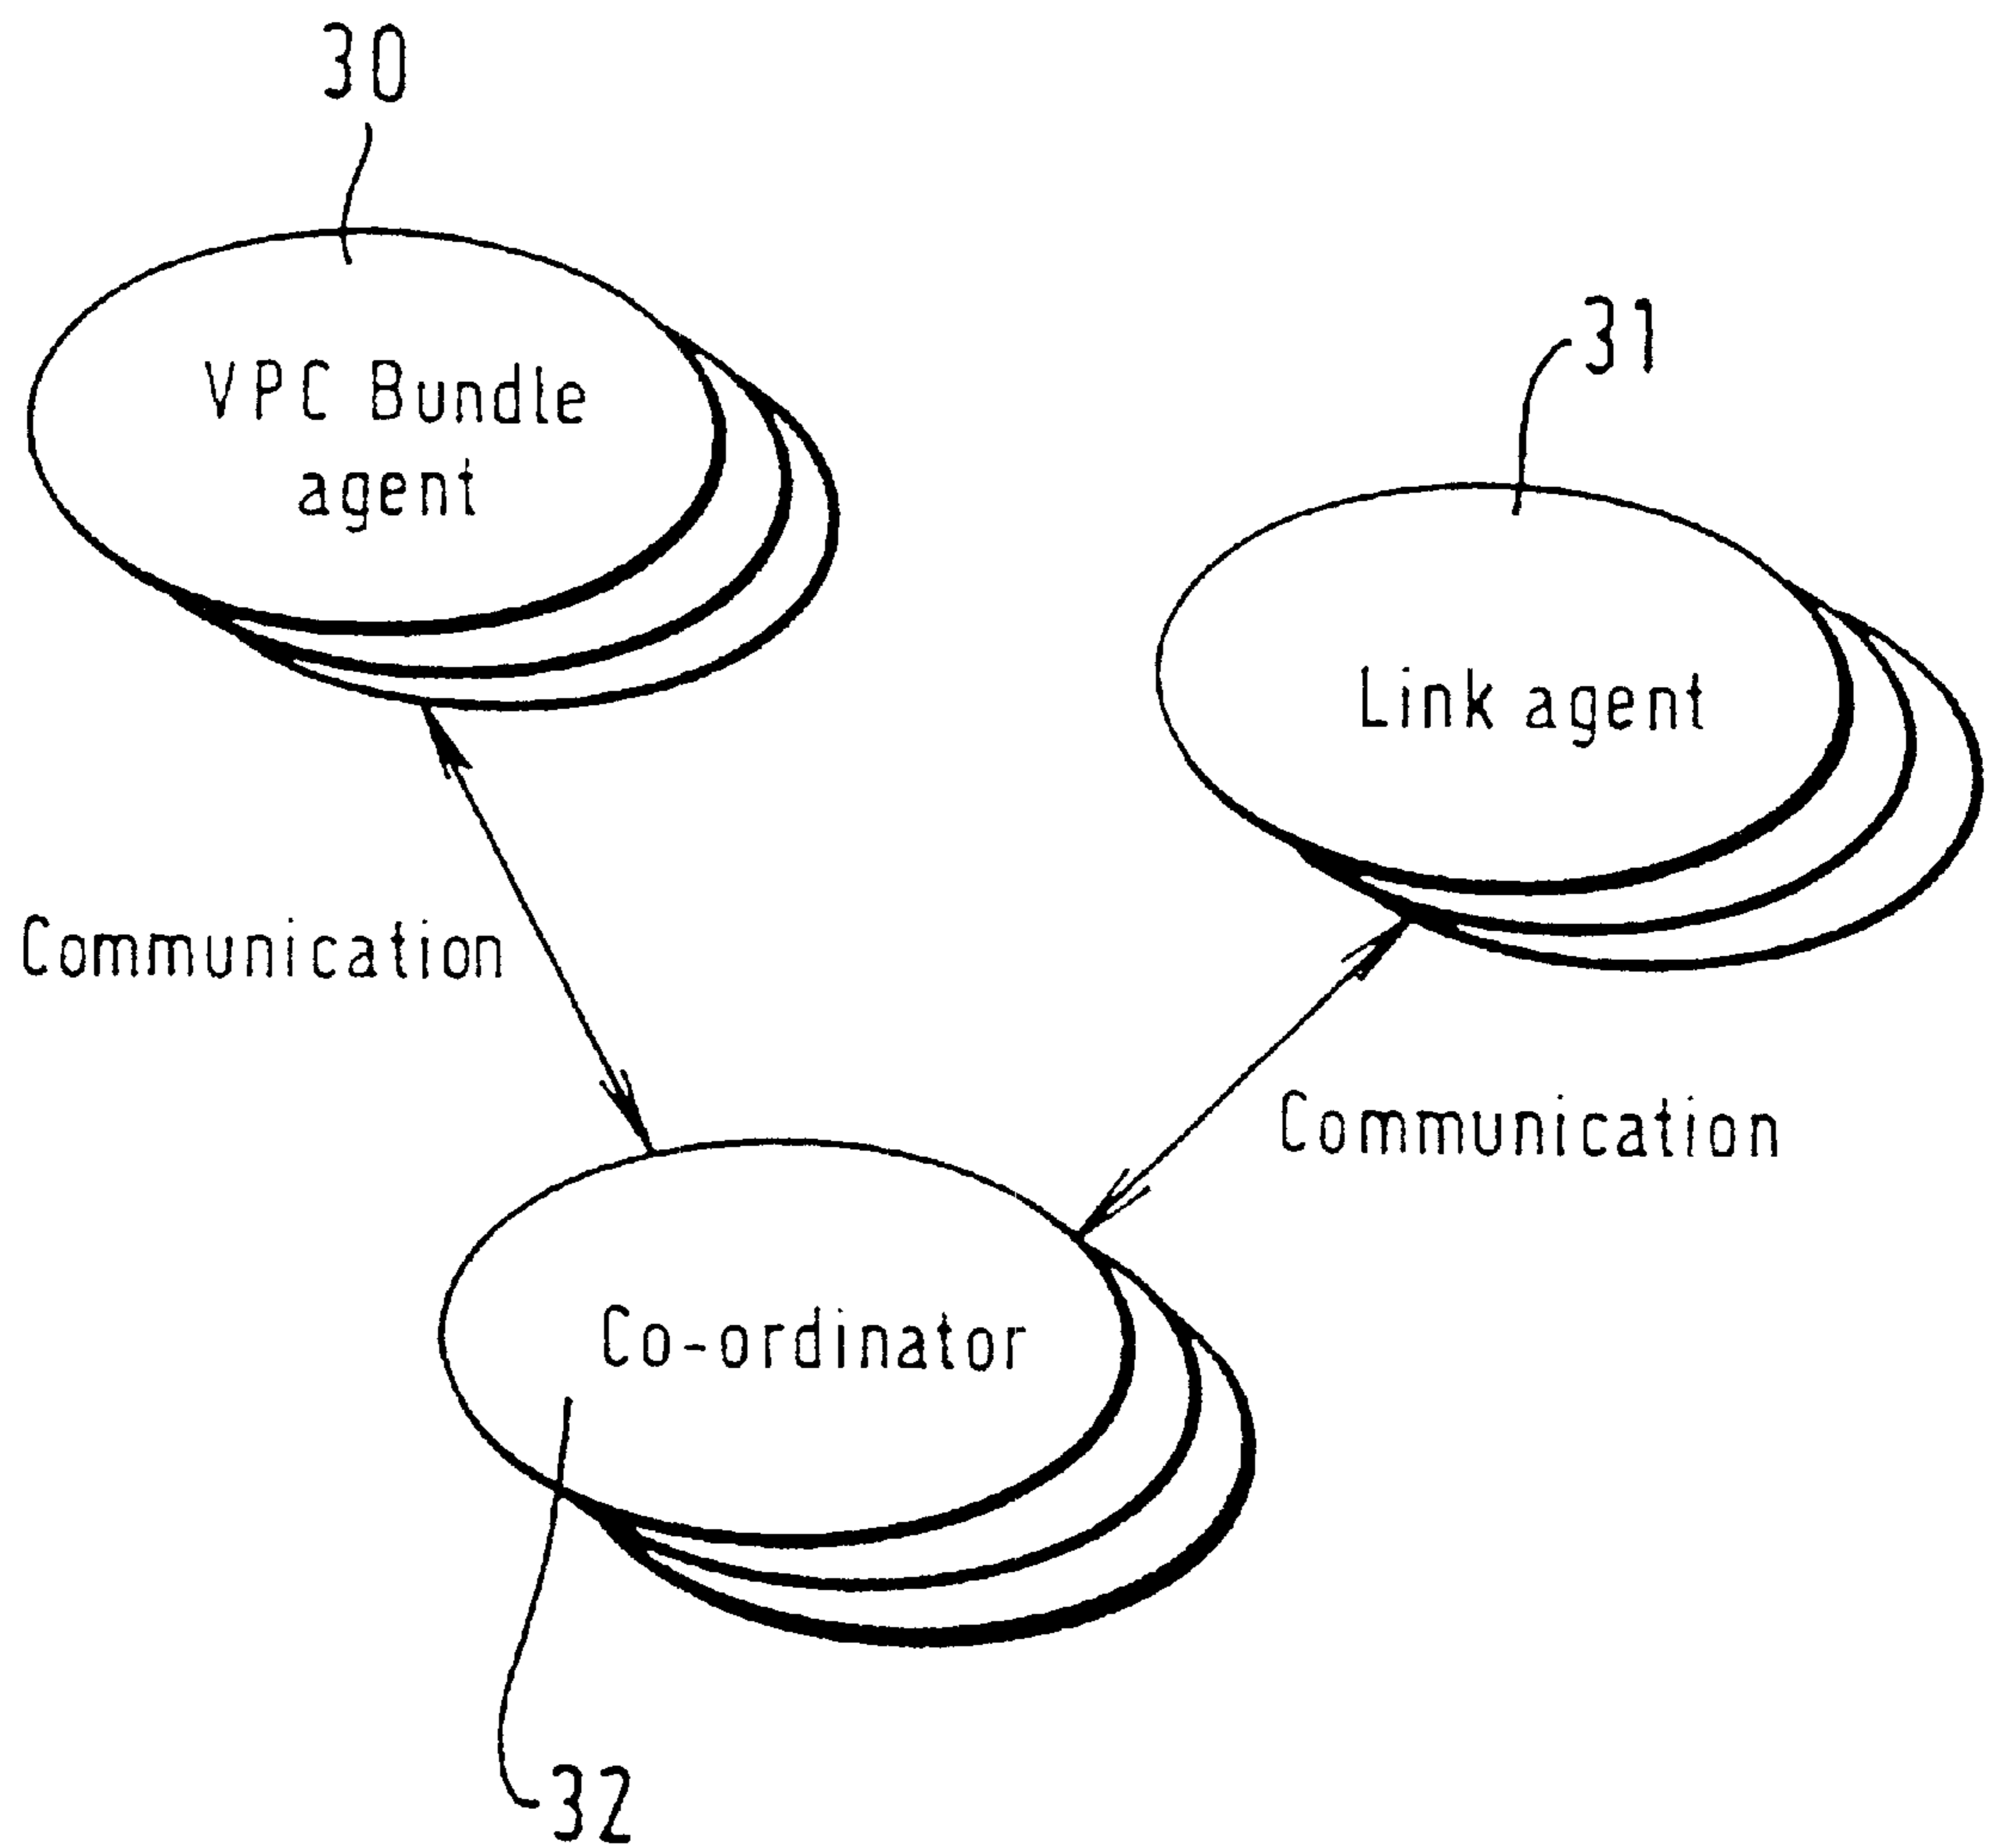 30
31
VPC Bundle
agent
Link agent
Communication
Communication
Co-ordinator
32